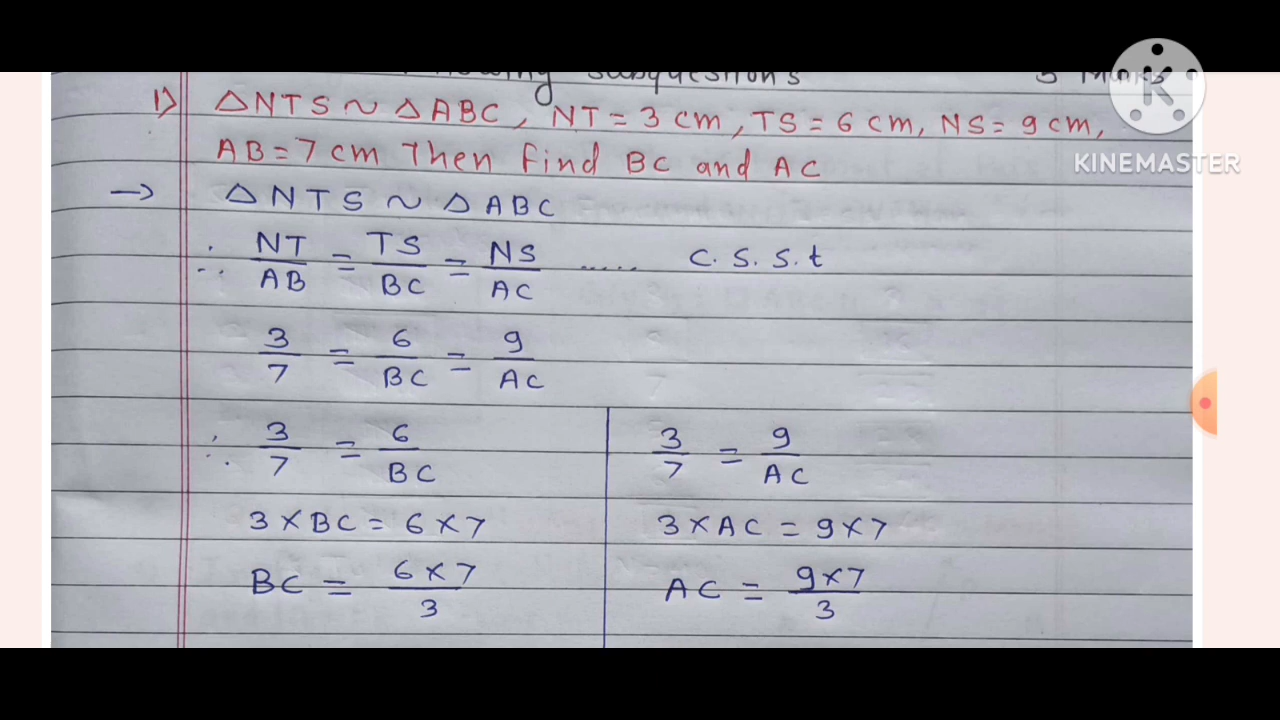 subquestions
1) △NTS ~ △ABC, NT = 3 cm, TS = 6 cm, NS = 9 cm,
AB = 7 cm Then find BC and AC
→ △NTS ~ △ABC
∴ NT/AB = TS/BC = NS/AC ..... C.S.S.t
3/7 = 6/BC = 9/AC
∴ 3/7 = 6/BC
3 × BC = 6 × 7
BC = 6 × 7/3
3/7 = 9/AC
3 × AC = 9 × 7
AC = 9 × 7/3
K
KINEMASTER